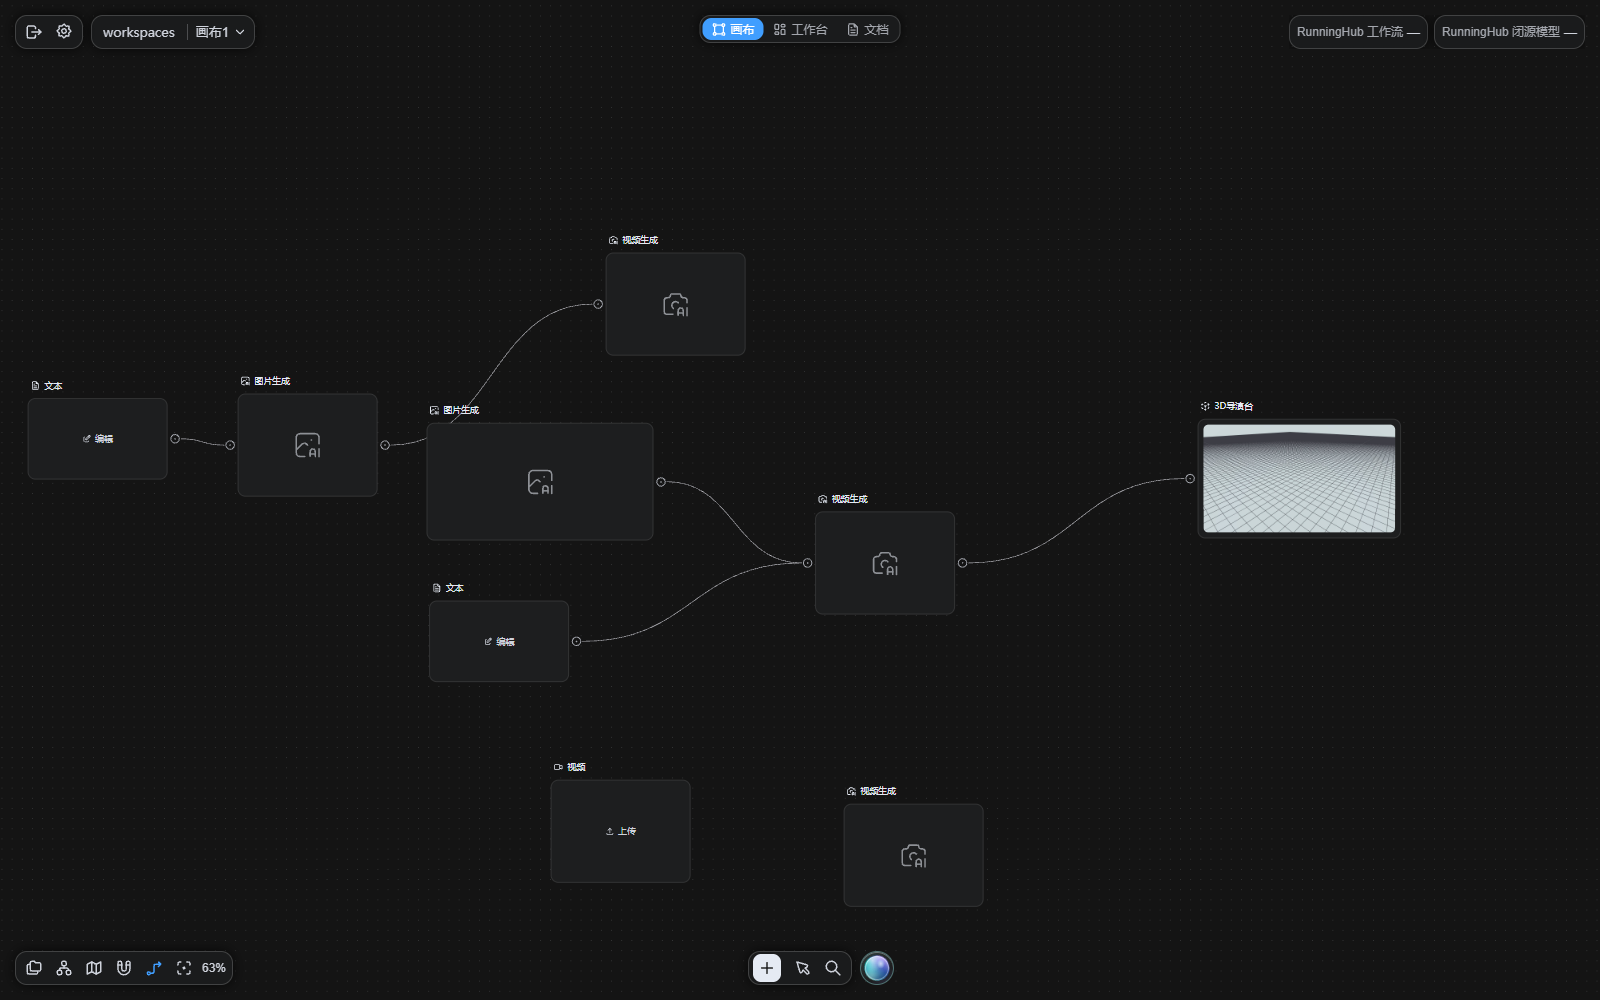 workspaces
画布1
画布
工作台
文档
RunningHub 工作流 —
RunningHub 闭源模型 —
视频生成
文本
编辑
图片生成
图片生成
3D导演台
视频生成
文本
编辑
视频
上传
视频生成
63%